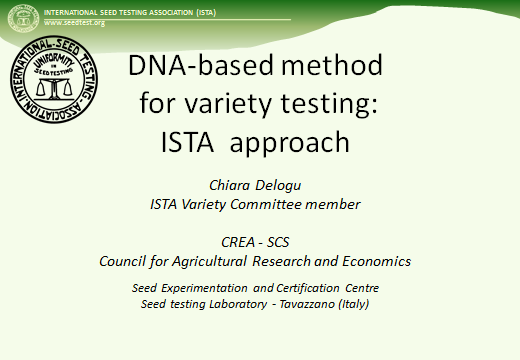 INTERNATIONAL SEED TESTING ASSOCIATION (ISTA)
www.seedtest.org
INTERNATIONAL SEED TESTING ASSOCIATION
UNIFORMITY
IN
SEED TESTING
DNA-based method
for variety testing:
ISTA approach
Chiara Delogu
ISTA Variety Committee member
CREA - SCS
Council for Agricultural Research and Economics
Seed Experimentation and Certification Centre
Seed testing Laboratory - Tavazzano (Italy)